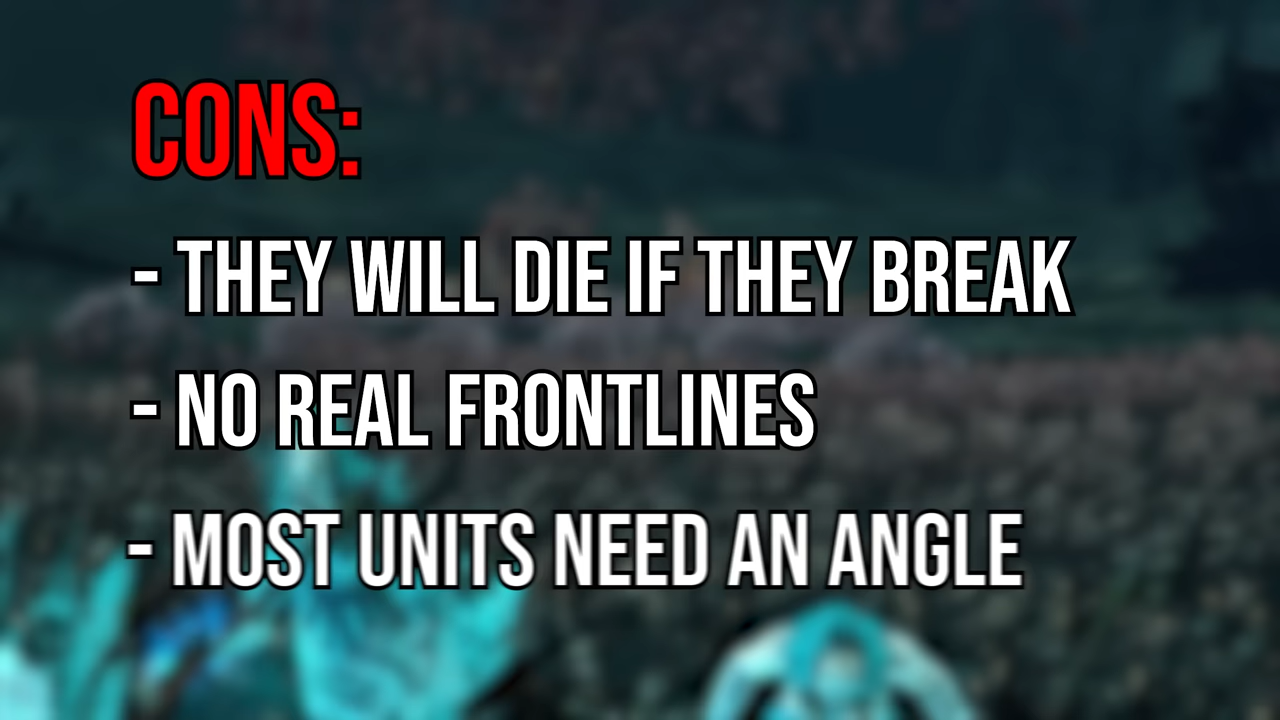 CONS:
- THEY WILL DIE IF THEY BREAK
- NO REAL FRONTLINES
- MOST UNITS NEED AN ANGLE